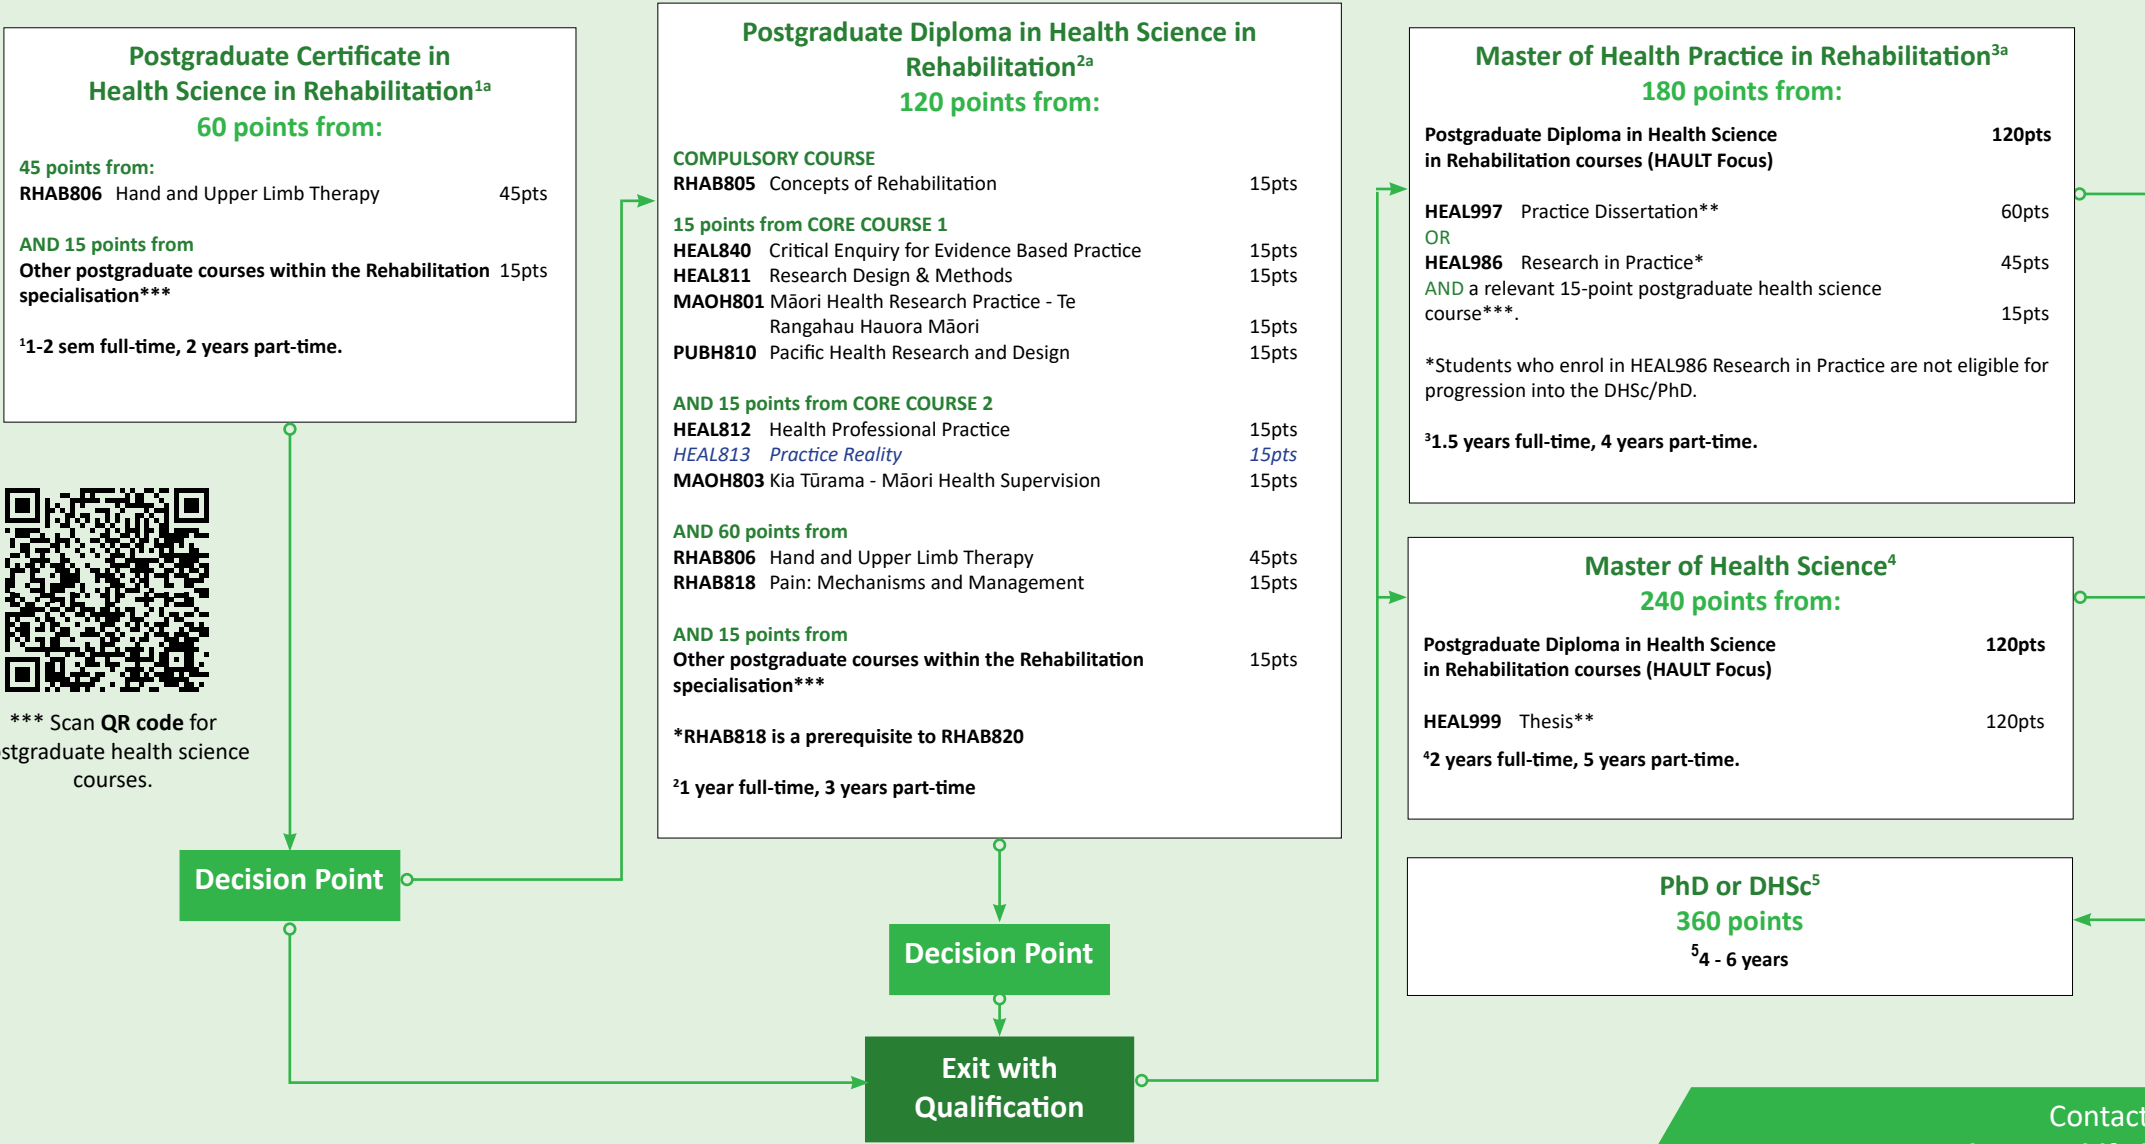 Postgraduate Certificate in
Health Science in Rehabilitation1a
60 points from:
45 points from:
RHAB806 Hand and Upper Limb Therapy 45pts
AND 15 points from
Other postgraduate courses within the Rehabilitation 15pts
specialisation***
11-2 sem full-time, 2 years part-time.
*** Scan QR code for
stgraduate health science
courses.
Decision Point
Postgraduate Diploma in Health Science in
Rehabilitation2a
120 points from:
COMPULSORY COURSE
RHAB805 Concepts of Rehabilitation 15pts
15 points from CORE COURSE 1
HEAL840 Critical Enquiry for Evidence Based Practice 15pts
HEAL811 Research Design & Methods 15pts
MAOH801 Māori Health Research Practice - Te
Rangahau Hauora Māori 15pts
PUBH810 Pacific Health Research and Design 15pts
AND 15 points from CORE COURSE 2
HEAL812 Health Professional Practice 15pts
HEAL813 Practice Reality 15pts
MAOH803 Kia Tūrama - Māori Health Supervision 15pts
AND 60 points from
RHAB806 Hand and Upper Limb Therapy 45pts
RHAB818 Pain: Mechanisms and Management 15pts
AND 15 points from
Other postgraduate courses within the Rehabilitation 15pts
specialisation***
*RHAB818 is a prerequisite to RHAB820
21 year full-time, 3 years part-time
Decision Point
Exit with
Qualification
Master of Health Practice in Rehabilitation3a
180 points from:
Postgraduate Diploma in Health Science 120pts
in Rehabilitation courses (HAULT Focus)
HEAL997 Practice Dissertation** 60pts
OR
HEAL986 Research in Practice* 45pts
AND a relevant 15-point postgraduate health science
course***. 15pts
*Students who enrol in HEAL986 Research in Practice are not eligible for
progression into the DHSc/PhD.
31.5 years full-time, 4 years part-time.
Master of Health Science4
240 points from:
Postgraduate Diploma in Health Science 120pts
in Rehabilitation courses (HAULT Focus)
HEAL999 Thesis** 120pts
42 years full-time, 5 years part-time.
PhD or DHSc5
360 points
54 - 6 years
Contact